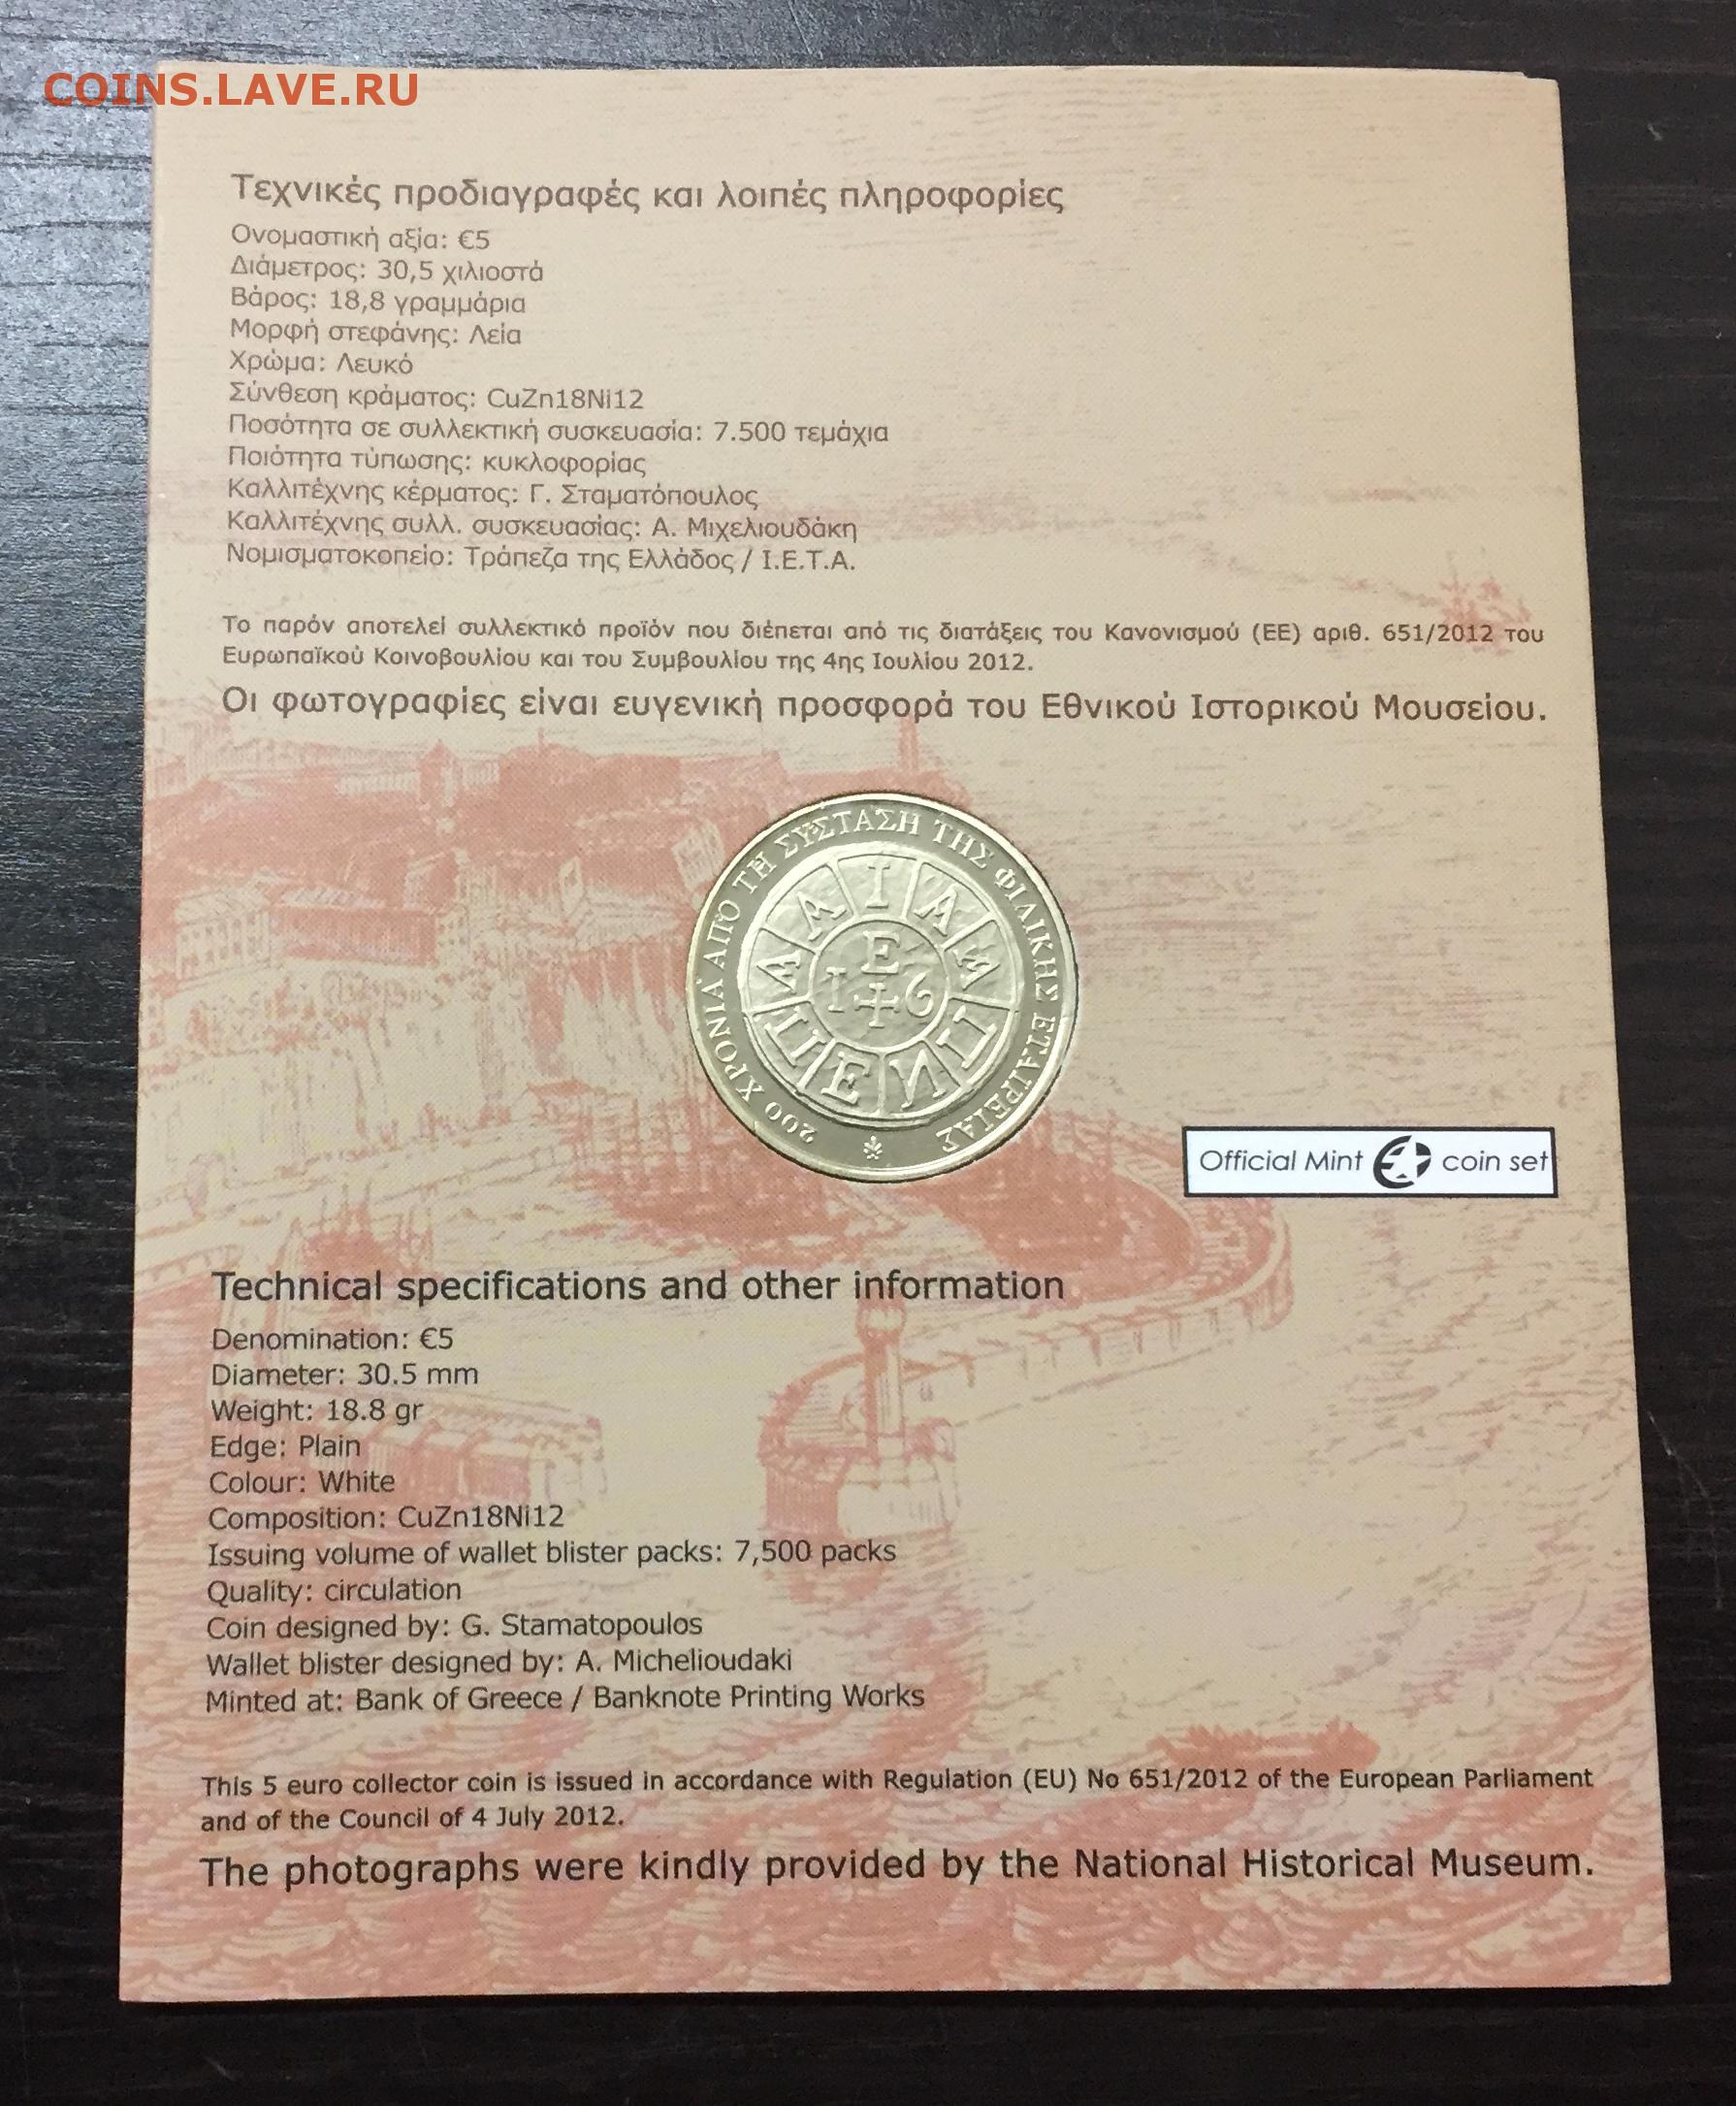 COINS.LAVE.RU
Τεχνικές προδιαγραφές και λοιπές πληροφορίες
Ονομαστική αξία: €5
Διάμετρος: 30,5 χιλιοστά
Βάρος: 18,8 γραμμάρια
Μορφή στεφάνης: Λεία
Χρώμα: Λευκό
Σύνθεση κράματος: CuZn18Ni12
Ποσότητα σε συλλεκτική συσκευασία: 7.500 τεμάχια
Ποιότητα τύπωσης: κυκλοφορίας
Καλλιτέχνης κέρματος: Γ. Σταματόπουλος
Καλλιτέχνης συλλ. συσκευασίας: Α. Μιχελιουδάκη
Νομισματοκοπείο: Τράπεζα της Ελλάδος / Ι.Ε.Τ.Α.
Το παρόν αποτελεί συλλεκτικό προϊόν που διέπεται από τις διατάξεις του Κανονισμού (ΕΕ) αριθ. 651/2012 του
Ευρωπαϊκού Κοινοβουλίου και του Συμβουλίου της 4ης Ιουλίου 2012.
Οι φωτογραφίες είναι ευγενική προσφορά του Εθνικού Ιστορικού Μουσείου.
200 ΧΡΟΝΙΑ ΑΠΟ ΤΗ ΣΥΣΤΑΣΗ ΤΗΣ ΦΙΛΙΚΗΣ ΕΤΑΙΡΕΙΑΣ
Ε
Ι 6
Official Mint coin set
Technical specifications and other information
Denomination: €5
Diameter: 30.5 mm
Weight: 18.8 gr
Edge: Plain
Colour: White
Composition: CuZn18Ni12
Issuing volume of wallet blister packs: 7,500 packs
Quality: circulation
Coin designed by: G. Stamatopoulos
Wallet blister designed by: A. Michelioudaki
Minted at: Bank of Greece / Banknote Printing Works
This 5 euro collector coin is issued in accordance with Regulation (EU) No 651/2012 of the European Parliament
and of the Council of 4 July 2012.
The photographs were kindly provided by the National Historical Museum.